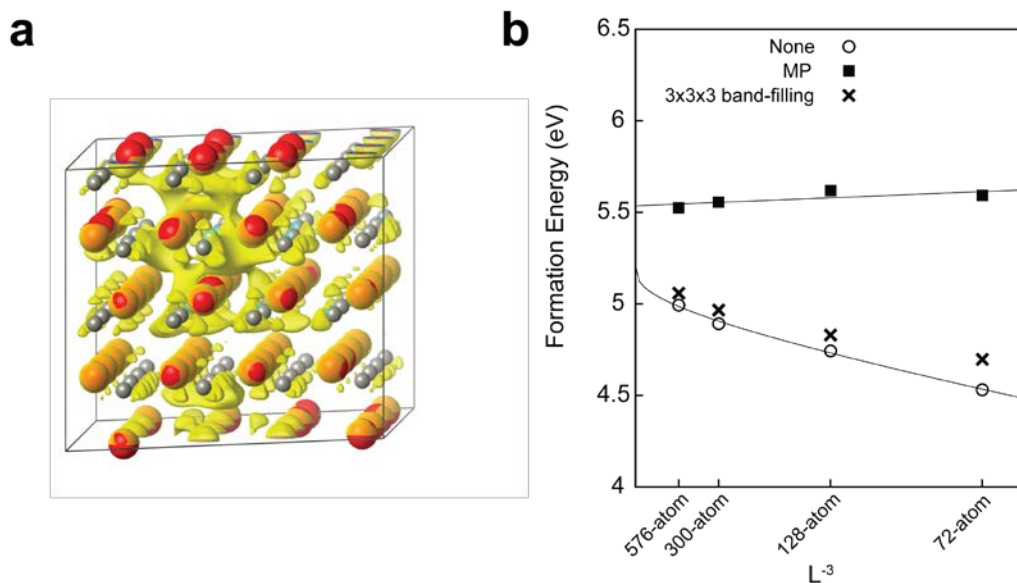 a
b
None
MP
3x3x3 band-filling
Formation Energy (eV)
6.5
6
5.5
5
4.5
4
576-atom
300-atom
128-atom
72-atom
L-3